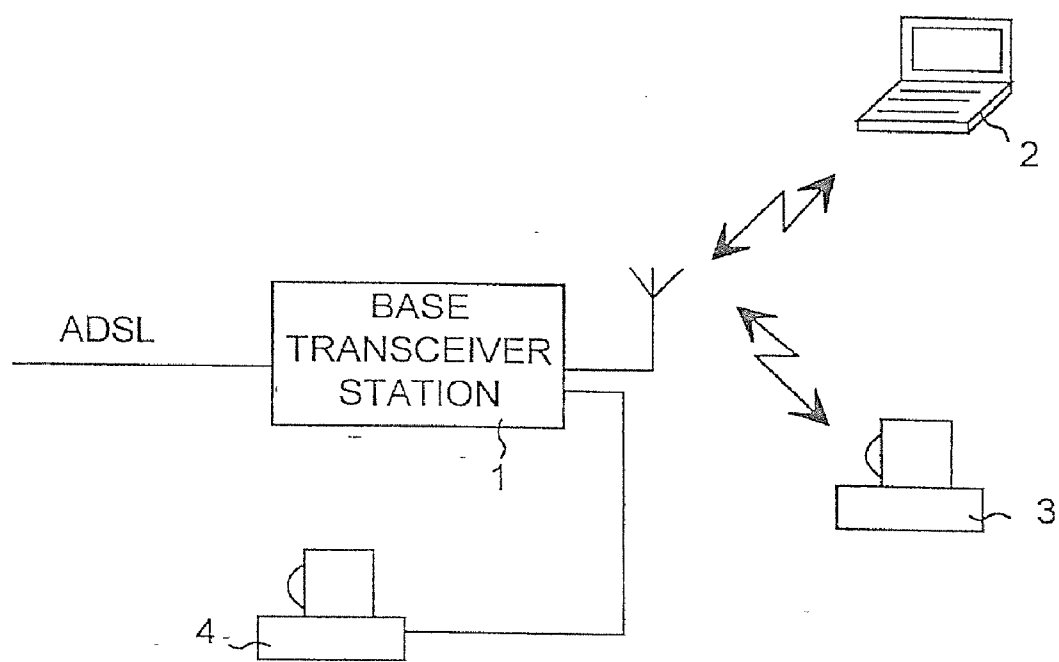 2
ADSL
BASE
TRANSCEIVER
STATION
1
3
4